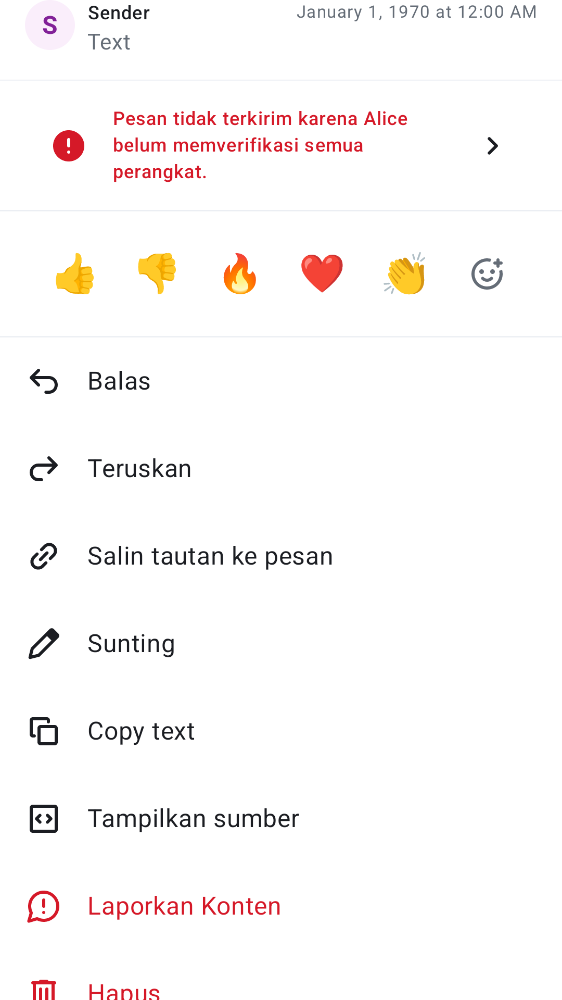 S
Sender
January 1, 1970 at 12:00 AM
Text
Pesan tidak terkirim karena Alice
belum memverifikasi semua
perangkat.
Balas
Teruskan
Salin tautan ke pesan
Sunting
Copy text
Tampilkan sumber
Laporkan Konten
Hapus